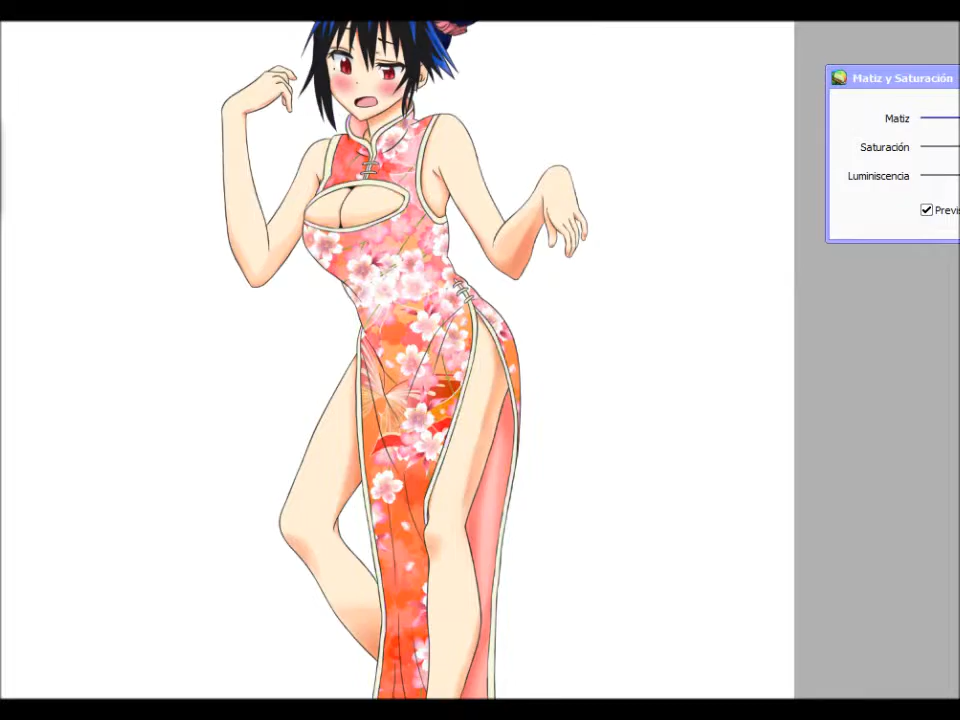 Matiz y Saturación
Matiz
Saturación
Luminiscencia